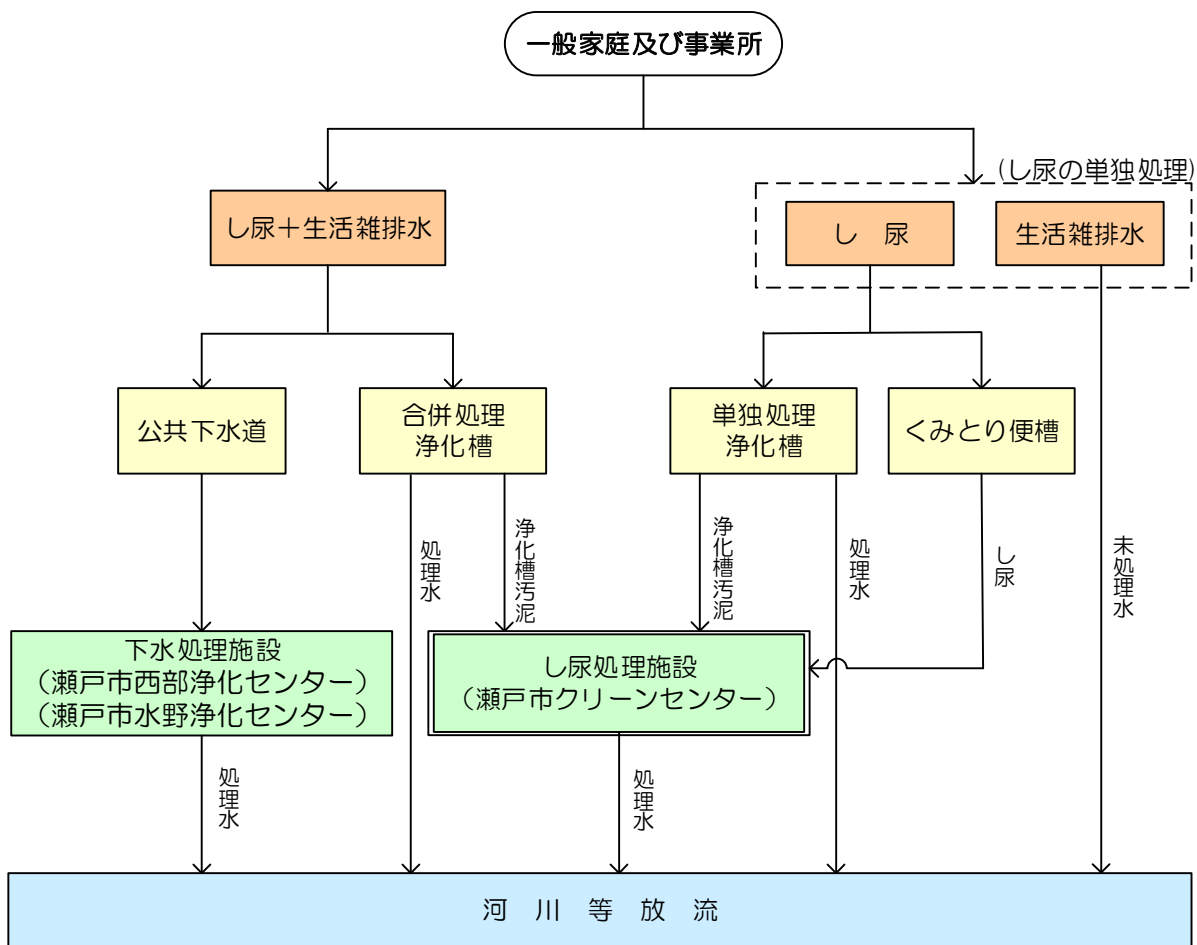 一般家庭及び事業所
(し尿の単独処理)
し尿＋生活雑排水
し　尿
生活雑排水
公共下水道
合併処理
浄化槽
単独処理
浄化槽
くみとり便槽
処理水
浄化槽汚泥
浄化槽汚泥
処理水
し尿
未処理水
下水処理施設
（瀬戸市西部浄化センター）
（瀬戸市水野浄化センター）
し尿処理施設
（瀬戸市クリーンセンター）
処理水
処理水
河　川　等　放　流